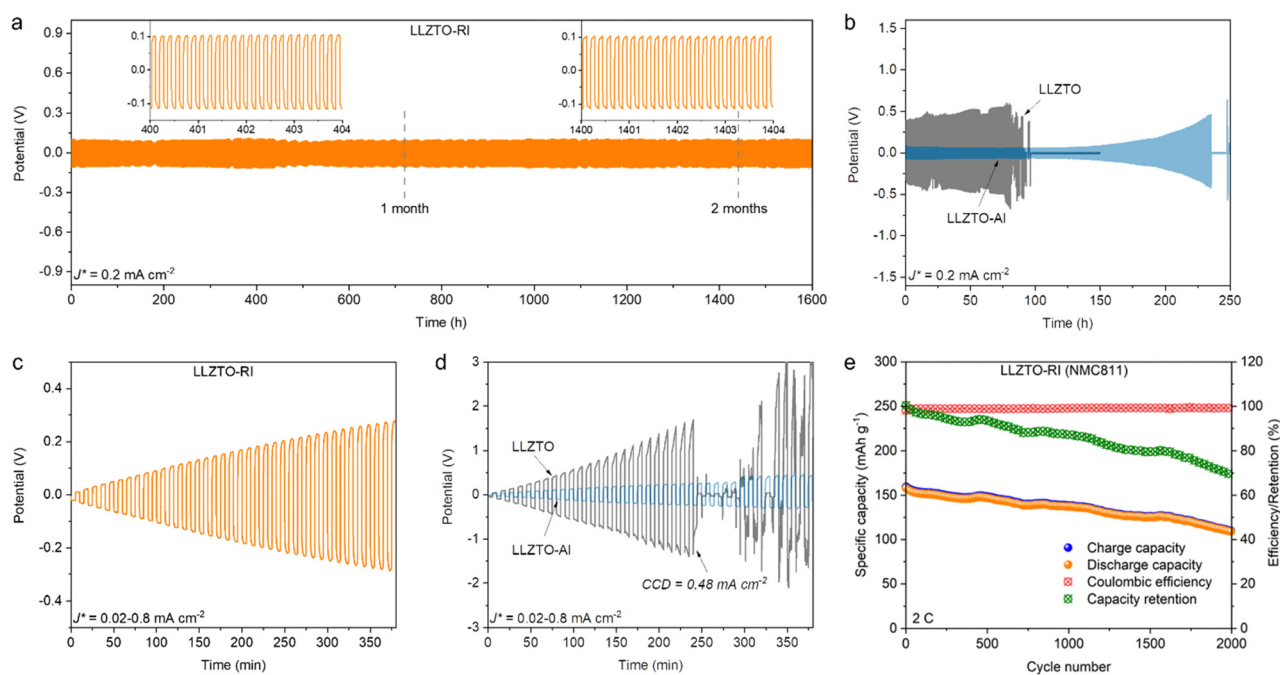 a
LLZTO-RI
Potential (V)
0.9
0.6
0.3
0.0
-0.3
-0.6
-0.9
0.1
0.0
-0.1
400 401 402 403 404
0.1
0.0
-0.1
1400 1401 1402 1403 1404
1 month
2 months
J* = 0.2 mA cm-2
0 200 400 600 800 1000 1200 1400 1600
Time (h)
b
Potential (V)
1.5
1.0
0.5
0.0
-0.5
-1.0
-1.5
LLZTO
LLZTO-Al
J* = 0.2 mA cm-2
0 50 100 150 200 250
Time (h)
c
LLZTO-RI
Potential (V)
0.4
0.2
0.0
-0.2
-0.4
J* = 0.02-0.8 mA cm-2
0 50 100 150 200 250 300 350
Time (min)
d
Potential (V)
3
2
1
0
-1
-2
-3
LLZTO
LLZTO-Al
CCD = 0.48 mA cm-2
J* = 0.02-0.8 mA cm-2
0 50 100 150 200 250 300 350
Time (min)
e
LLZTO-RI (NMC811)
Specific capacity (mAh g-1)
300
250
200
150
100
50
0
120
100
80
60
40
20
0
Efficiency/Retention (%)
Charge capacity
Discharge capacity
Coulombic efficiency
Capacity retention
2 C
0 500 1000 1500 2000
Cycle number